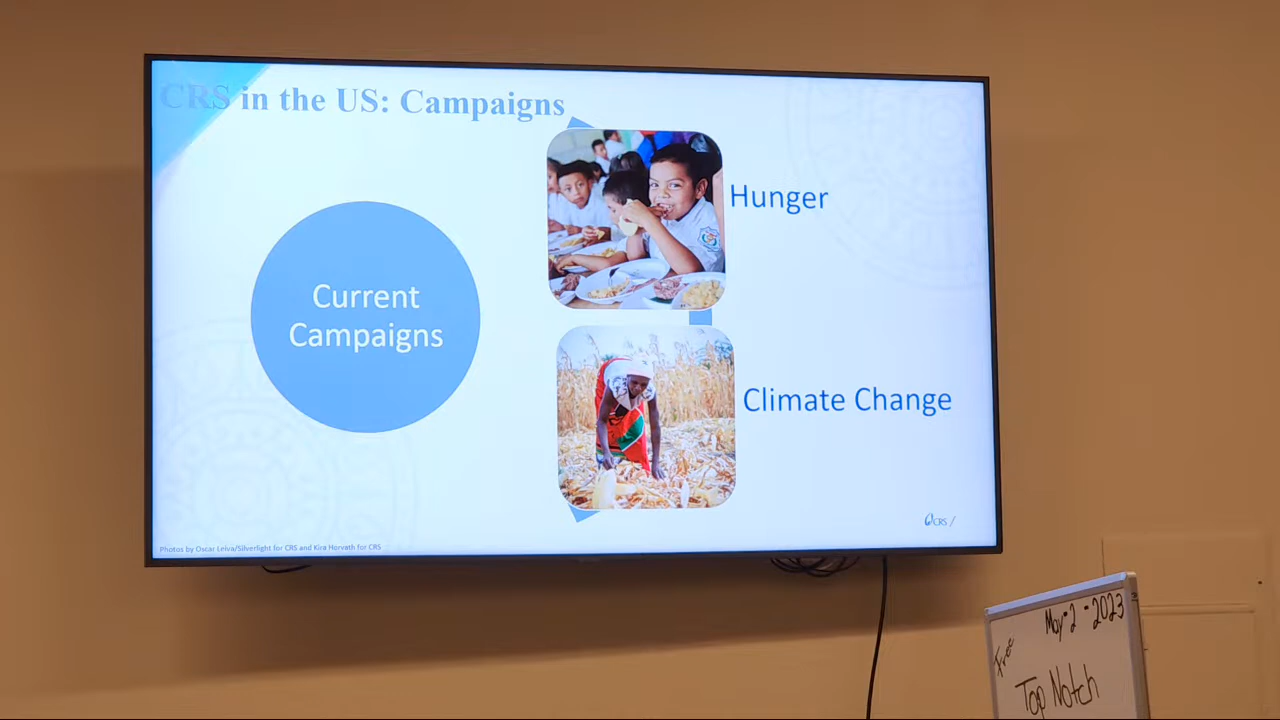 CRS in the US: Campaigns
Hunger
Current
Campaigns
Climate Change
CRS
Photos by Oscar Leiva/Silverlight for CRS and Kira Horvath for CRS
May-2-2023
Free
Top Notch